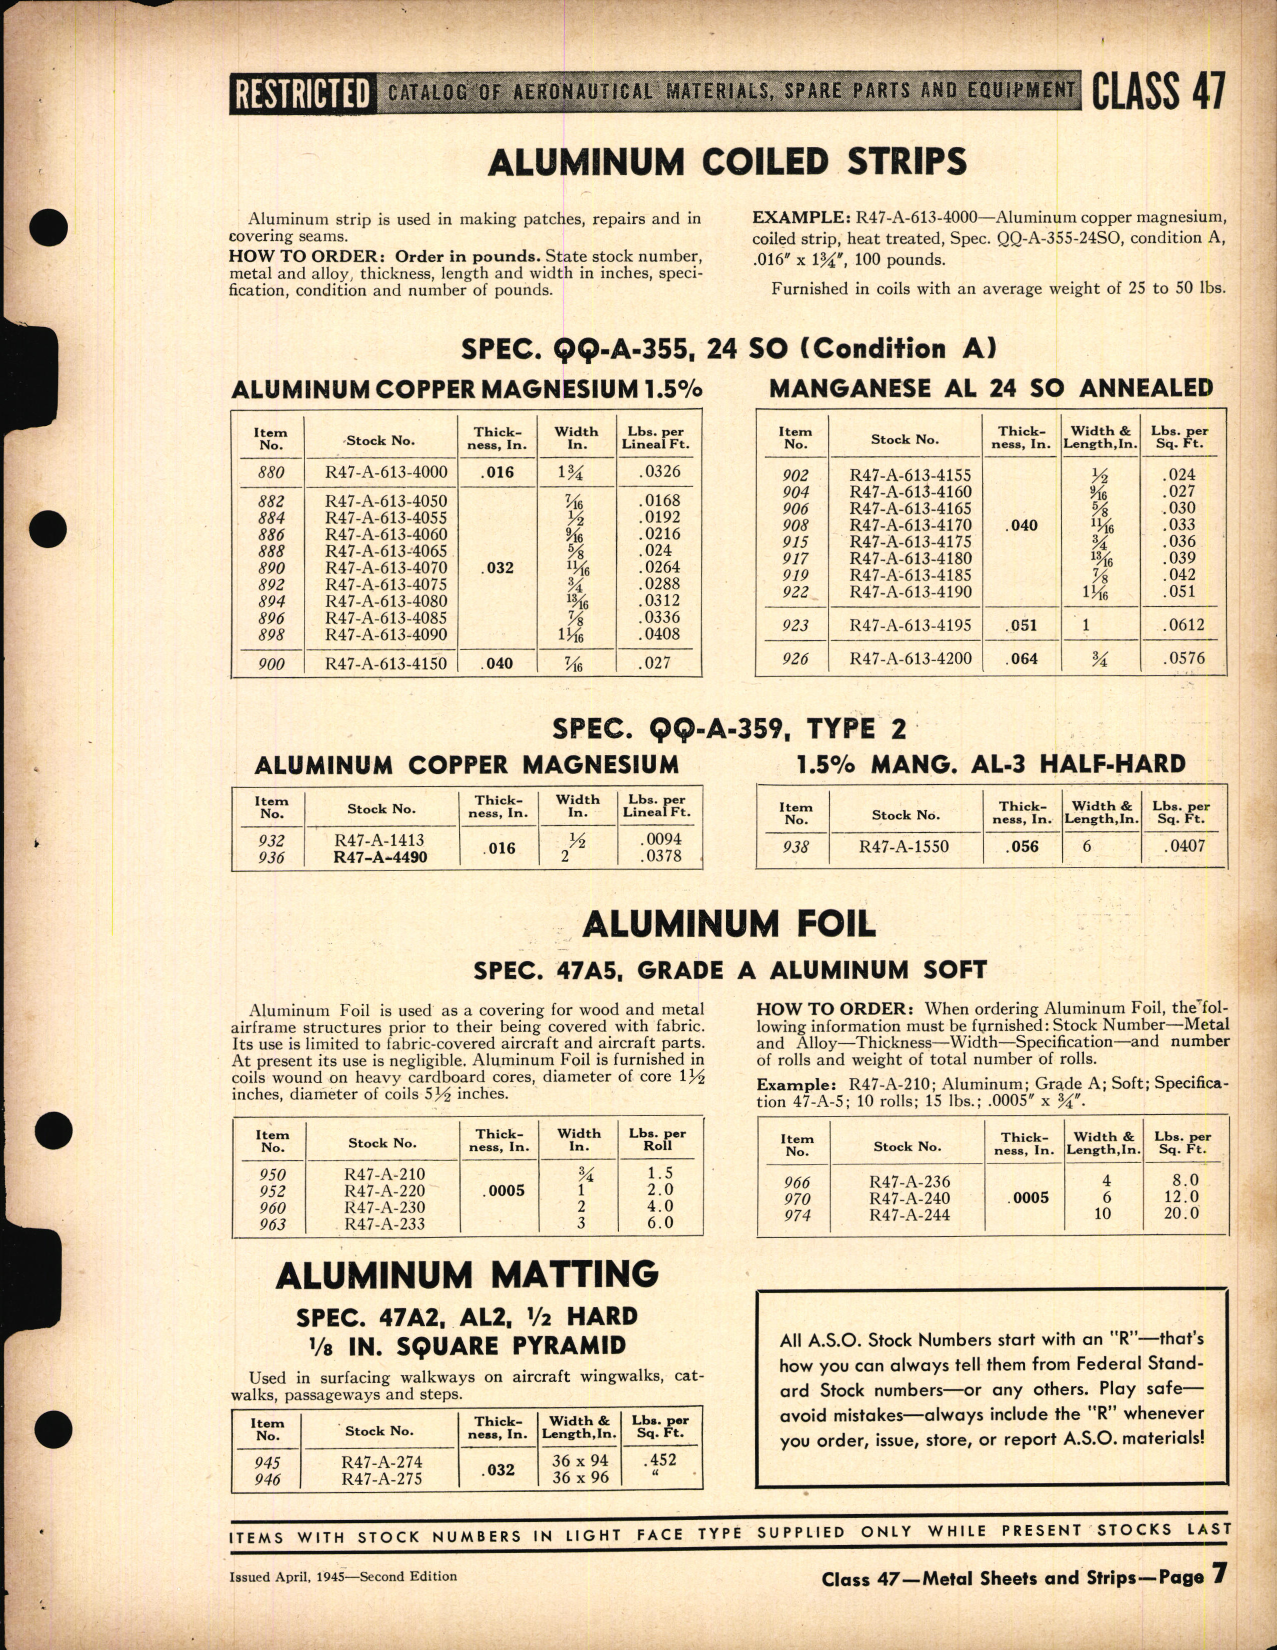 RESTRICTED CATALOG OF AERONAUTICAL MATERIALS, SPARE PARTS AND EQUIPMENT CLASS 47
ALUMINUM COILED STRIPS
Aluminum strip is used in making patches, repairs and in
covering seams.
HOW TO ORDER: Order in pounds. State stock number,
metal and alloy, thickness, length and width in inches, speci-
fication, condition and number of pounds.
EXAMPLE: R47-A-613-4000—Aluminum copper magnesium,
coiled strip, heat treated, Spec. QQ-A-355-24SO, condition A,
.016" x 1¾", 100 pounds.
Furnished in coils with an average weight of 25 to 50 lbs.
SPEC. QQ-A-355, 24 SO (Condition A)
ALUMINUM COPPER MAGNESIUM 1.5%
Item No. Stock No. Thick-ness, In. Width In. Lbs. per Lineal Ft.
880 R47-A-613-4000 .016 1¾ .0326
882 R47-A-613-4050 7/16 .0168
884 R47-A-613-4055 ½ .0192
886 R47-A-613-4060 9/16 .0216
888 R47-A-613-4065 5/8 .024
890 R47-A-613-4070 .032 11/16 .0264
892 R47-A-613-4075 ¾ .0288
894 R47-A-613-4080 13/16 .0312
896 R47-A-613-4085 7/8 .0336
898 R47-A-613-4090 1 1/16 .0408
900 R47-A-613-4150 .040 7/16 .027
MANGANESE AL 24 SO ANNEALED
Item No. Stock No. Thick-ness, In. Width & Length, In. Lbs. per Sq. Ft.
902 R47-A-613-4155 ½ .024
904 R47-A-613-4160 9/16 .027
906 R47-A-613-4165 5/8 .030
908 R47-A-613-4170 .040 11/16 .033
915 R47-A-613-4175 ¾ .036
917 R47-A-613-4180 13/16 .039
919 R47-A-613-4185 7/8 .042
922 R47-A-613-4190 1 1/16 .051
923 R47-A-613-4195 .051 1 .0612
926 R47-A-613-4200 .064 ¾ .0576
SPEC. QQ-A-359, TYPE 2
ALUMINUM COPPER MAGNESIUM
Item No. Stock No. Thick-ness, In. Width In. Lbs. per Lineal Ft.
932 R47-A-1413 .016 ½ .0094
936 R47-A-4490 2 .0378
1.5% MANG. AL-3 HALF-HARD
Item No. Stock No. Thick-ness, In. Width & Length, In. Lbs. per Sq. Ft.
938 R47-A-1550 .056 6 .0407
ALUMINUM FOIL
SPEC. 47A5, GRADE A ALUMINUM SOFT
Aluminum Foil is used as a covering for wood and metal
airframe structures prior to their being covered with fabric.
Its use is limited to fabric-covered aircraft and aircraft parts.
At present its use is negligible. Aluminum Foil is furnished in
coils wound on heavy cardboard cores, diameter of core 1½
inches, diameter of coils 5½ inches.
HOW TO ORDER: When ordering Aluminum Foil, the fol-
lowing information must be furnished: Stock Number—Metal
and Alloy—Thickness—Width—Specification—and number
of rolls and weight of total number of rolls.
Example: R47-A-210; Aluminum; Grade A; Soft; Specifica-
tion 47-A-5; 10 rolls; 15 lbs.; .0005" x ¾".
Item No. Stock No. Thick-ness, In. Width In. Lbs. per Roll
950 R47-A-210 ¾ 1.5
952 R47-A-220 .0005 1 2.0
960 R47-A-230 2 4.0
963 R47-A-233 3 6.0
Item No. Stock No. Thick-ness, In. Width & Length, In. Lbs. per Sq. Ft.
966 R47-A-236 4 8.0
970 R47-A-240 .0005 6 12.0
974 R47-A-244 10 20.0
ALUMINUM MATTING
SPEC. 47A2, AL2, ½ HARD
1/8 IN. SQUARE PYRAMID
Used in surfacing walkways on aircraft wingwalks, cat-
walks, passageways and steps.
Item No. Stock No. Thick-ness, In. Width & Length, In. Lbs. per Sq. Ft.
945 R47-A-274 .032 36 x 94 .452
946 R47-A-275 36 x 96 "
All A.S.O. Stock Numbers start with an "R"—that's
how you can always tell them from Federal Stand-
ard Stock numbers—or any others. Play safe—
avoid mistakes—always include the "R" whenever
you order, issue, store, or report A.S.O. materials!
ITEMS WITH STOCK NUMBERS IN LIGHT FACE TYPE SUPPLIED ONLY WHILE PRESENT STOCKS LAST
Issued April, 1945—Second Edition
Class 47—Metal Sheets and Strips—Page 7